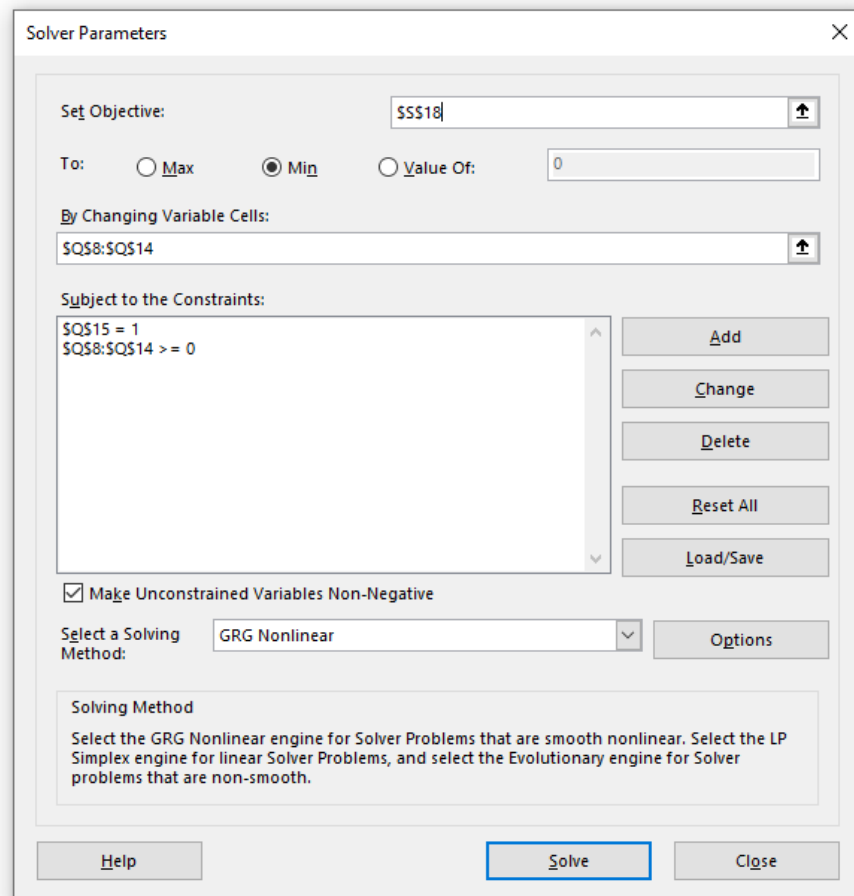 Solver Parameters
Set Objective:
$S$18
To:
Max
Min
Value Of:
0
By Changing Variable Cells:
$Q$8:$Q$14
Subject to the Constraints:
$Q$15 = 1
$Q$8:$Q$14 >= 0
Add
Change
Delete
Reset All
Load/Save
Make Unconstrained Variables Non-Negative
Select a Solving
Method:
GRG Nonlinear
Options
Solving Method
Select the GRG Nonlinear engine for Solver Problems that are smooth nonlinear. Select the LP
Simplex engine for linear Solver Problems, and select the Evolutionary engine for Solver
problems that are non-smooth.
Help
Solve
Close